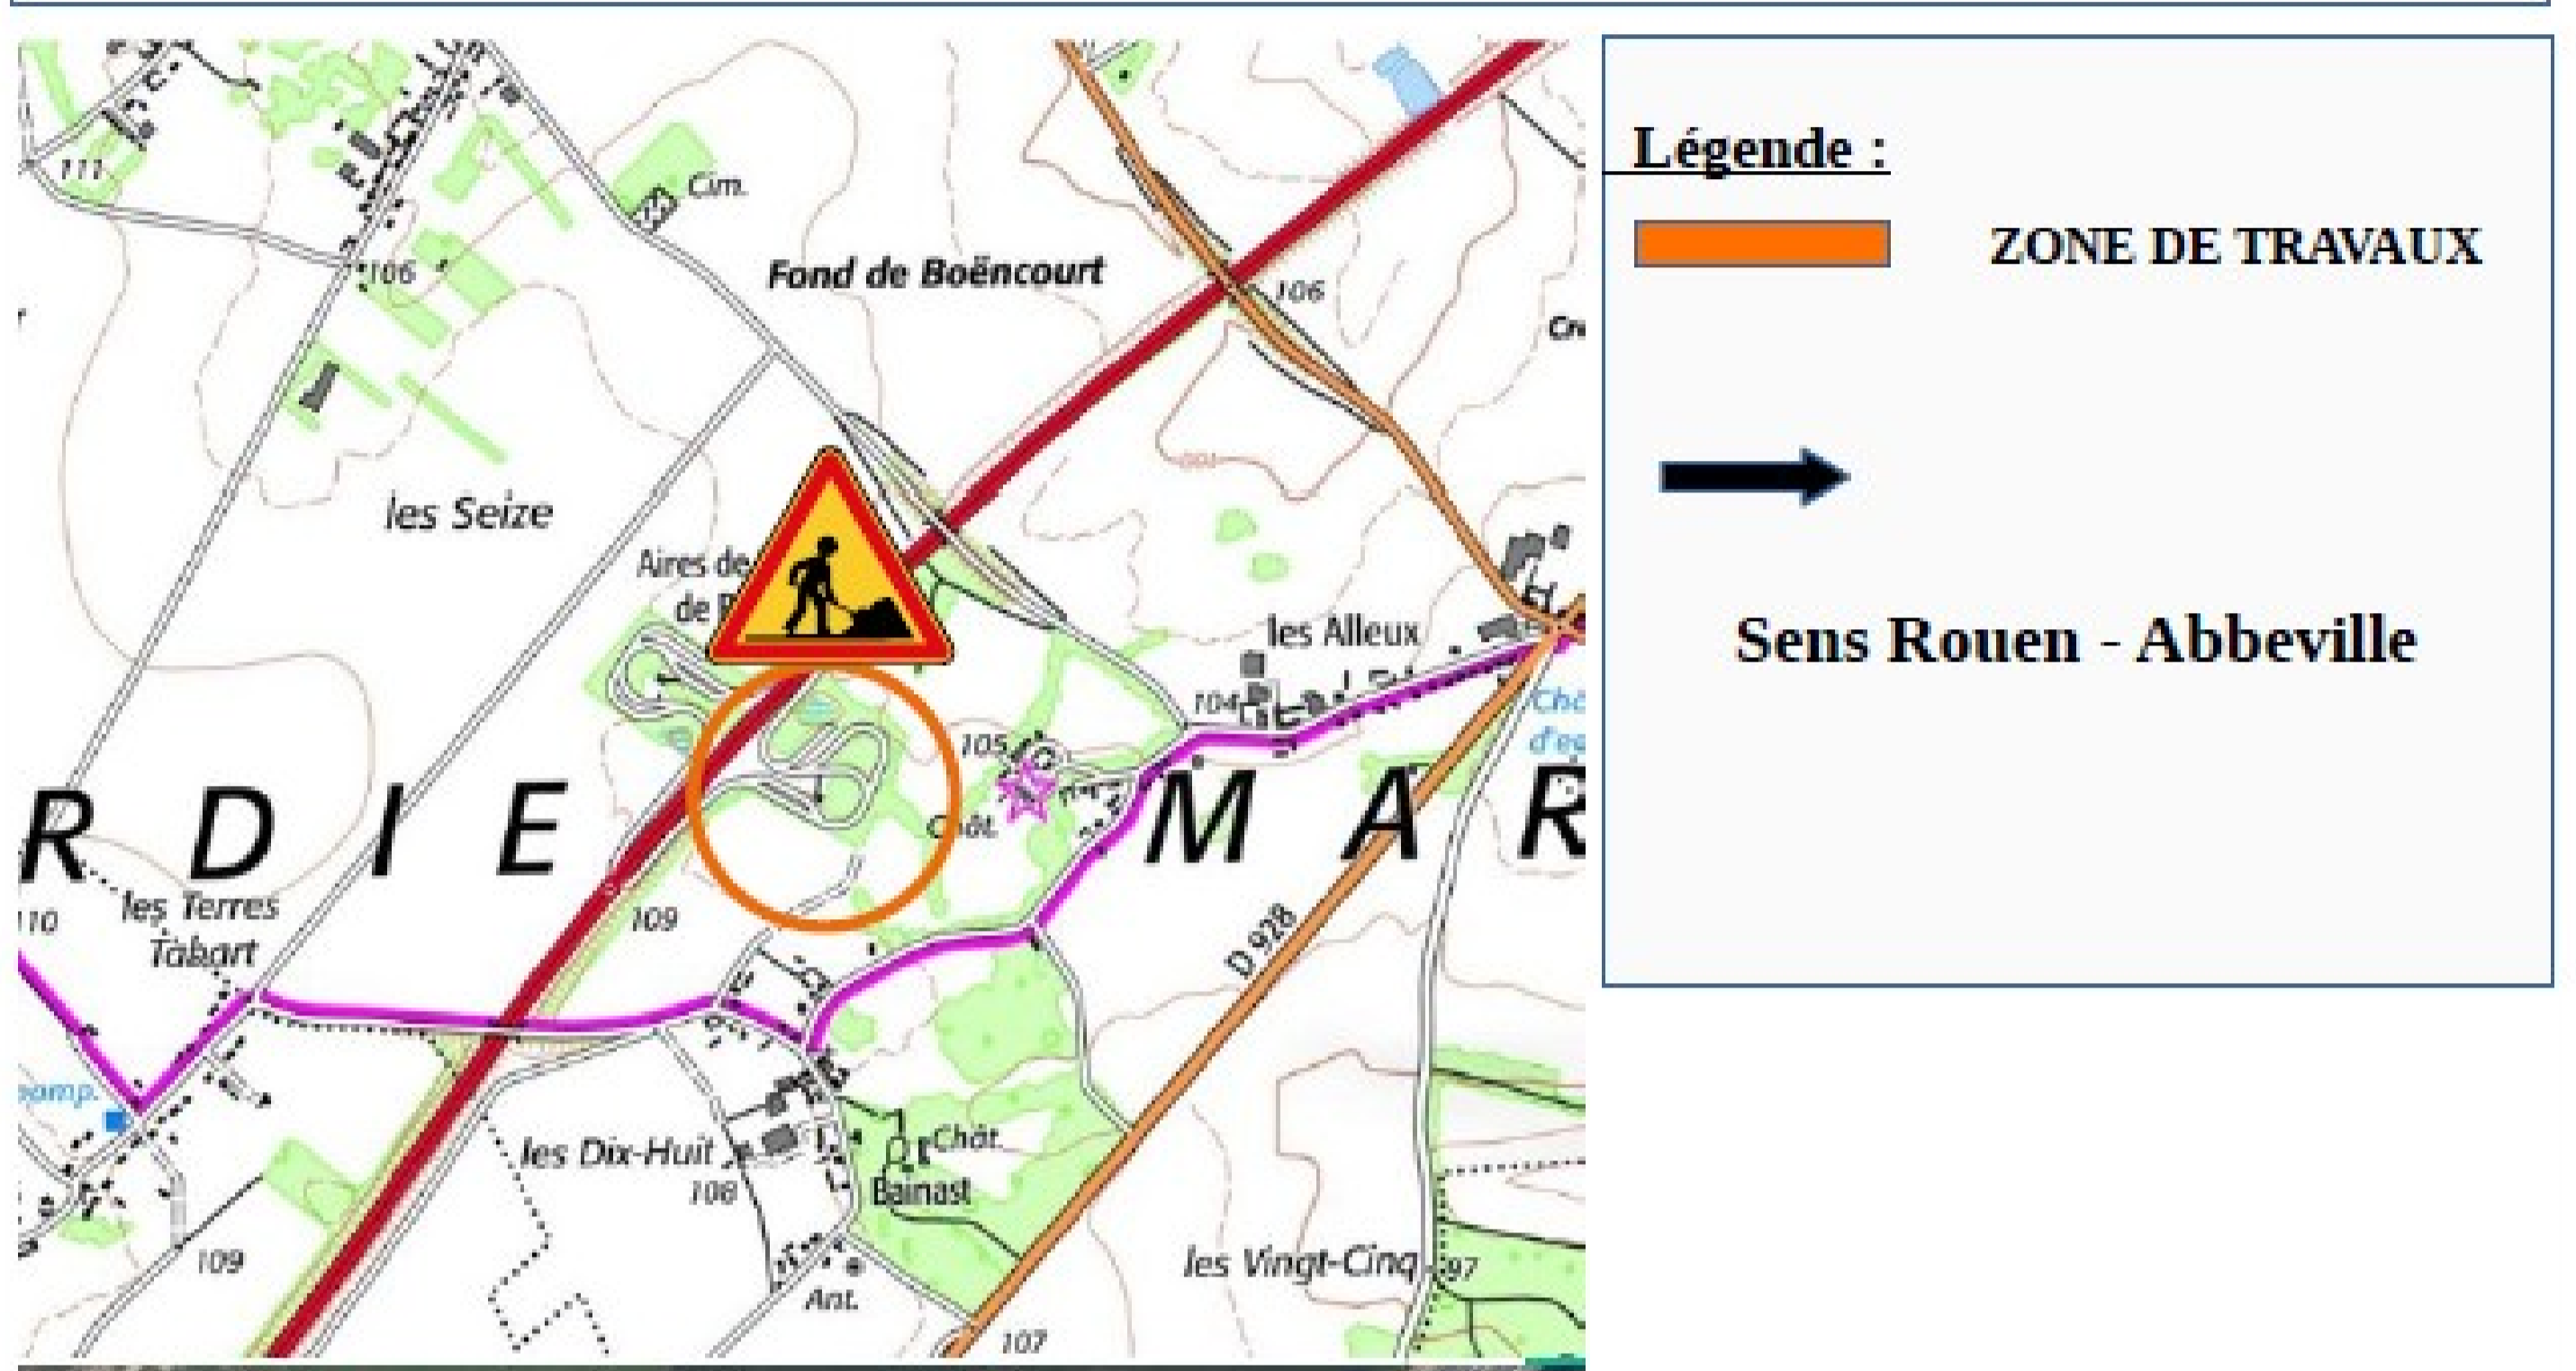 111
Cim.
106
Fond de Boëncourt
106
les Seize
Aires de
de
les Alleux
104
105
Chât.
R D I E M A R
109
les Terres
Tabart
110
D 928
les Dix-Huit
108
Chât.
Bainast
109
Ant.
les Vingt-Cinq
97
107
Légende :
ZONE DE TRAVAUX
Sens Rouen - Abbeville